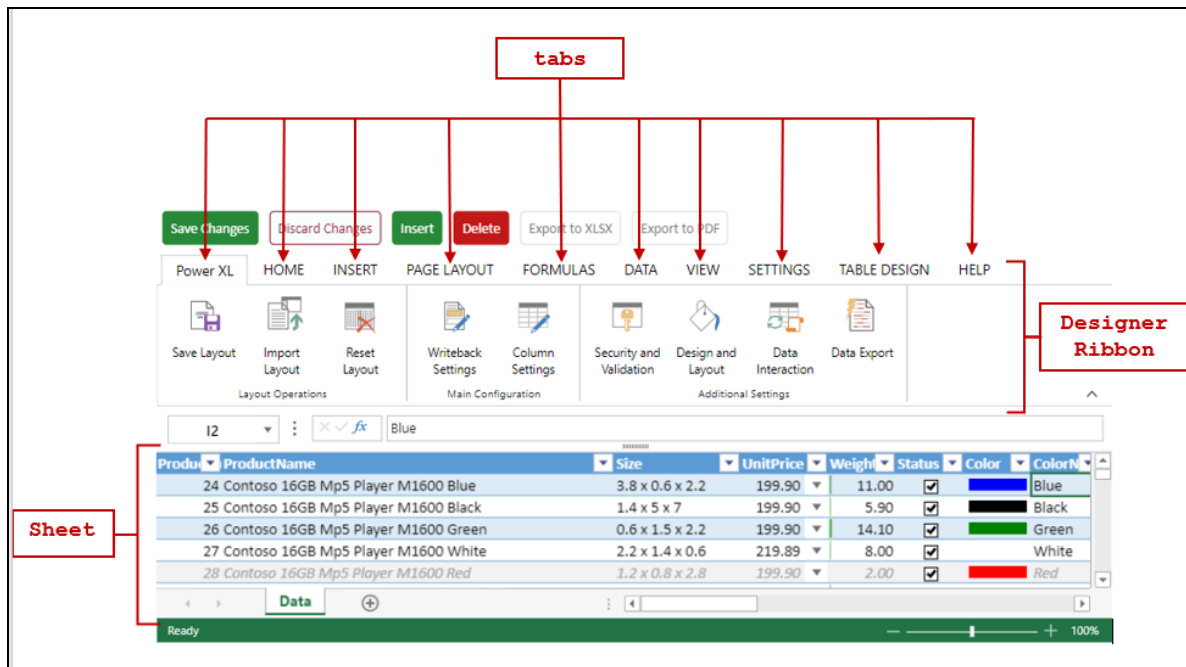 tabs
Save Changes Discard Changes Insert Delete Export to XLSX Export to PDF
Power XL HOME INSERT PAGE LAYOUT FORMULAS DATA VIEW SETTINGS TABLE DESIGN HELP
Designer
Ribbon
Save Layout Import Reset Writeback Column Security and Design and Data Data Export
Layout Layout Settings Settings Validation Layout Interaction
Layout Operations Main Configuration Additional Settings
I2 fx Blue
Produ ProductName Size UnitPrice Weight Status Color ColorN
24 Contoso 16GB Mp5 Player M1600 Blue 3.8 x 0.6 x 2.2 199.90 11.00 Blue
25 Contoso 16GB Mp5 Player M1600 Black 1.4 x 5 x 7 199.90 5.90 Black
Sheet
26 Contoso 16GB Mp5 Player M1600 Green 0.6 x 1.5 x 2.2 199.90 14.10 Green
27 Contoso 16GB Mp5 Player M1600 White 2.2 x 1.4 x 0.6 219.89 8.00 White
28 Contoso 16GB Mp5 Player M1600 Red 1.2 x 0.8 x 2.8 199.90 2.00 Red
Data
Ready 100%